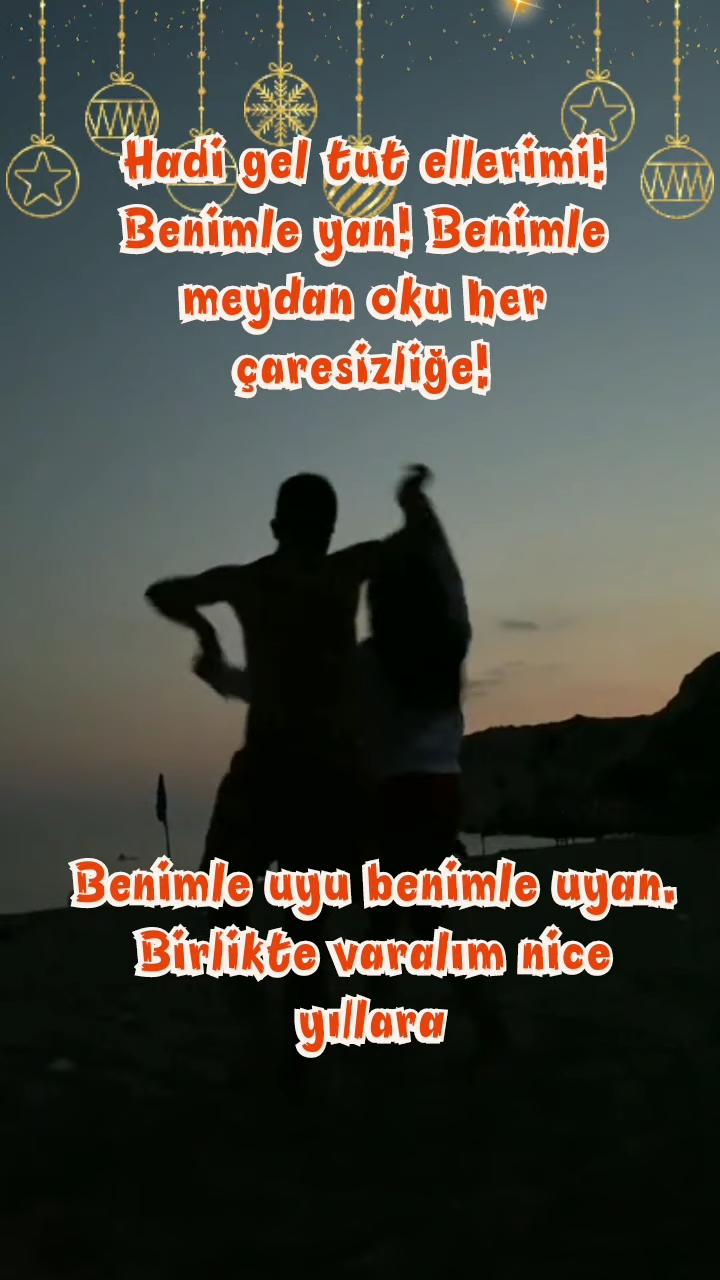 Hadi gel tut ellerimi!
Benimle yan! Benimle
meydan oku her
çaresizliğe!
Benimle uyu benimle uyan.
Birlikte varalım nice
yıllara